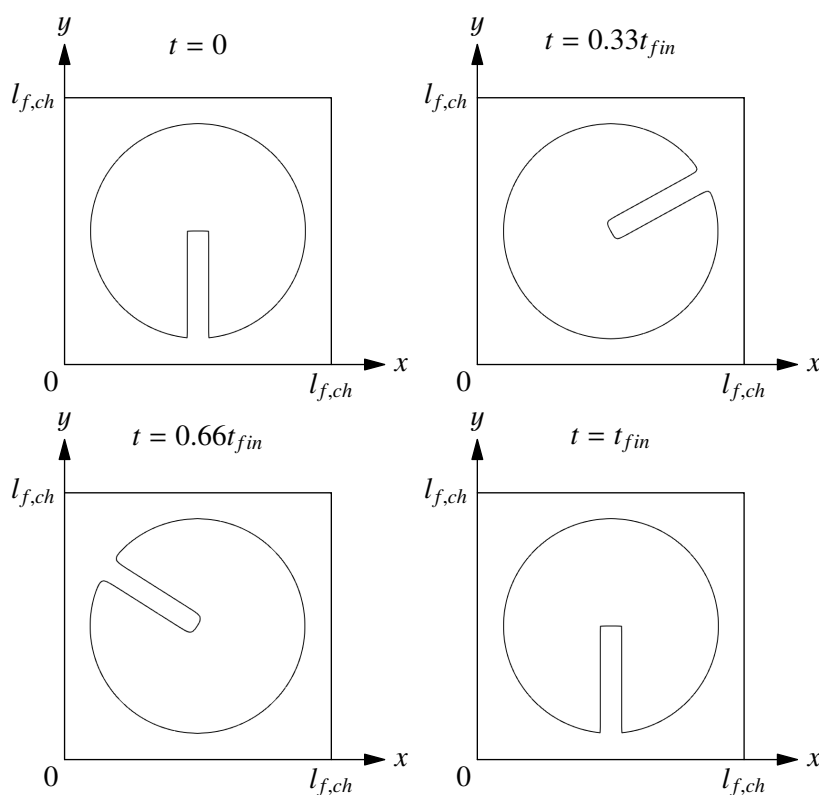 y
t = 0
l_{f,ch}
0
l_{f,ch}
x
y
t = 0.33t_{fin}
l_{f,ch}
0
l_{f,ch}
x
y
t = 0.66t_{fin}
l_{f,ch}
0
l_{f,ch}
x
y
t = t_{fin}
l_{f,ch}
0
l_{f,ch}
x